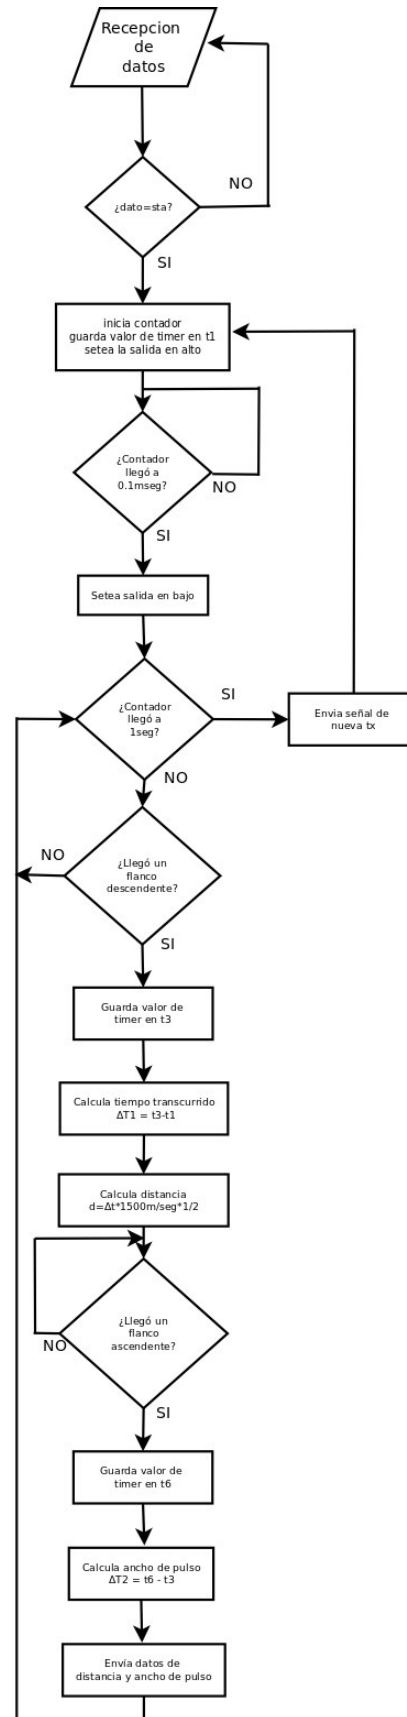 Recepcion
de
datos
NO
¿dato=sta?
SI
inicia contador
guarda valor de timer en t1
setea la salida en alto
¿Contador
llegó a
0.1mseg?
NO
SI
Setea salida en bajo
SI
¿Contador
llegó a
1seg?
Envia señal de
nueva tx
NO
NO
¿Llegó un
flanco
descendente?
SI
Guarda valor de
timer en t3
Calcula tiempo transcurrido
ΔT1 = t3-t1
Calcula distancia
d=Δt*1500m/seg*1/2
¿Llegó un
flanco
ascendente?
NO
SI
Guarda valor de
timer en t6
Calcula ancho de pulso
ΔT2 = t6 - t3
Envía datos de
distancia y ancho de pulso